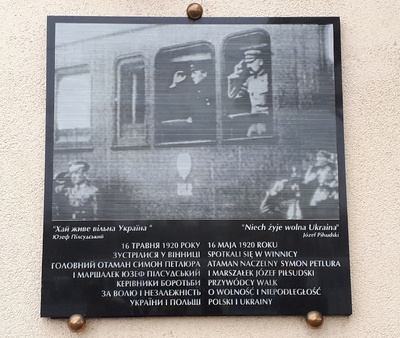 "Хай живе вільна Україна"
Юзеф Пілсудський
16 ТРАВНЯ 1920 РОКУ
ЗУСТРІЛИСЯ У ВІННИЦІ
ГОЛОВНИЙ ОТАМАН СИМОН ПЕТЛЮРА
І МАРШАЛЕК ЮЗЕФ ПІЛСУДСЬКИЙ
КЕРІВНИКИ БОРОТЬБИ
ЗА ВОЛЮ І НЕЗАЛЕЖНІСТЬ
УКРАЇНИ І ПОЛЬЩІ
"Niech żyje wolna Ukraina"
Józef Piłsudski
16 MAJA 1920 ROKU
SPOTKALI SIĘ W WINNICY
ATAMAN NACZELNY SYMON PETLURA
I MARSZAŁEK JÓZEF PIŁSUDSKI
PRZYWÓDCY WALK
O WOLNOŚĆ I NIEPODLEGŁOŚĆ
POLSKI I UKRAINY